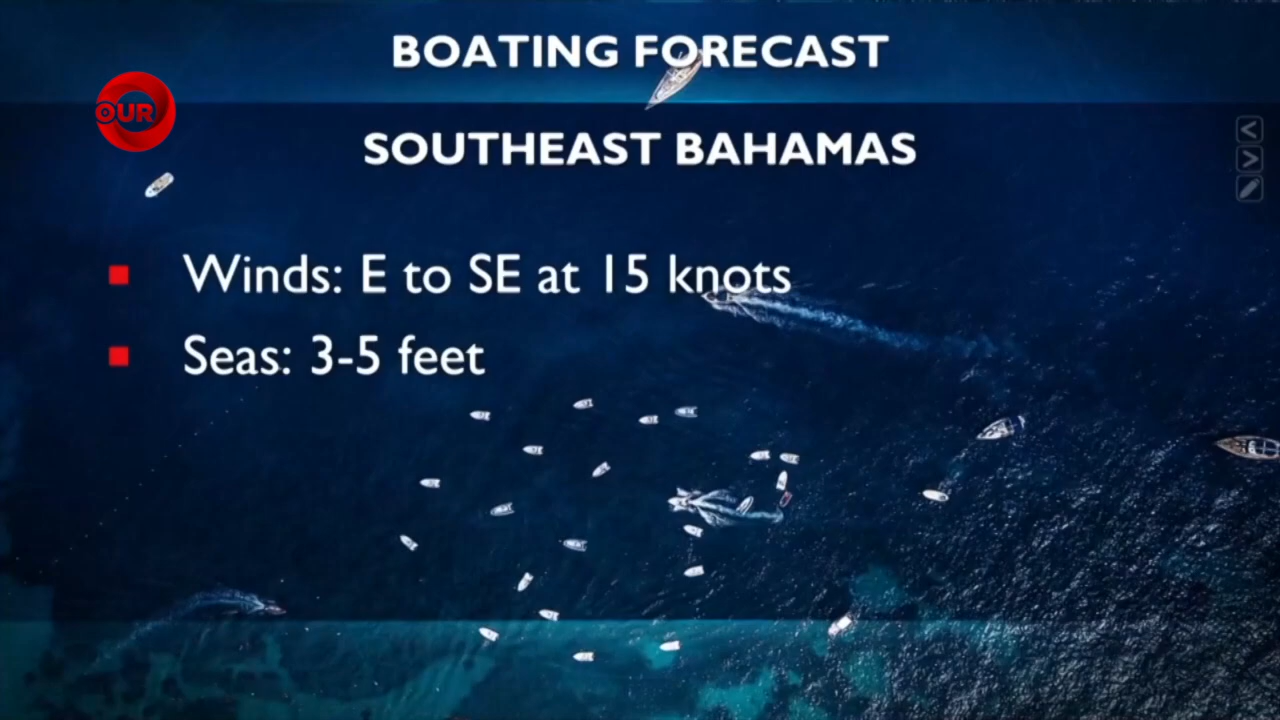 BOATING FORECAST
OUR
SOUTHEAST BAHAMAS
Winds: E to SE at 15 knots
Seas: 3-5 feet